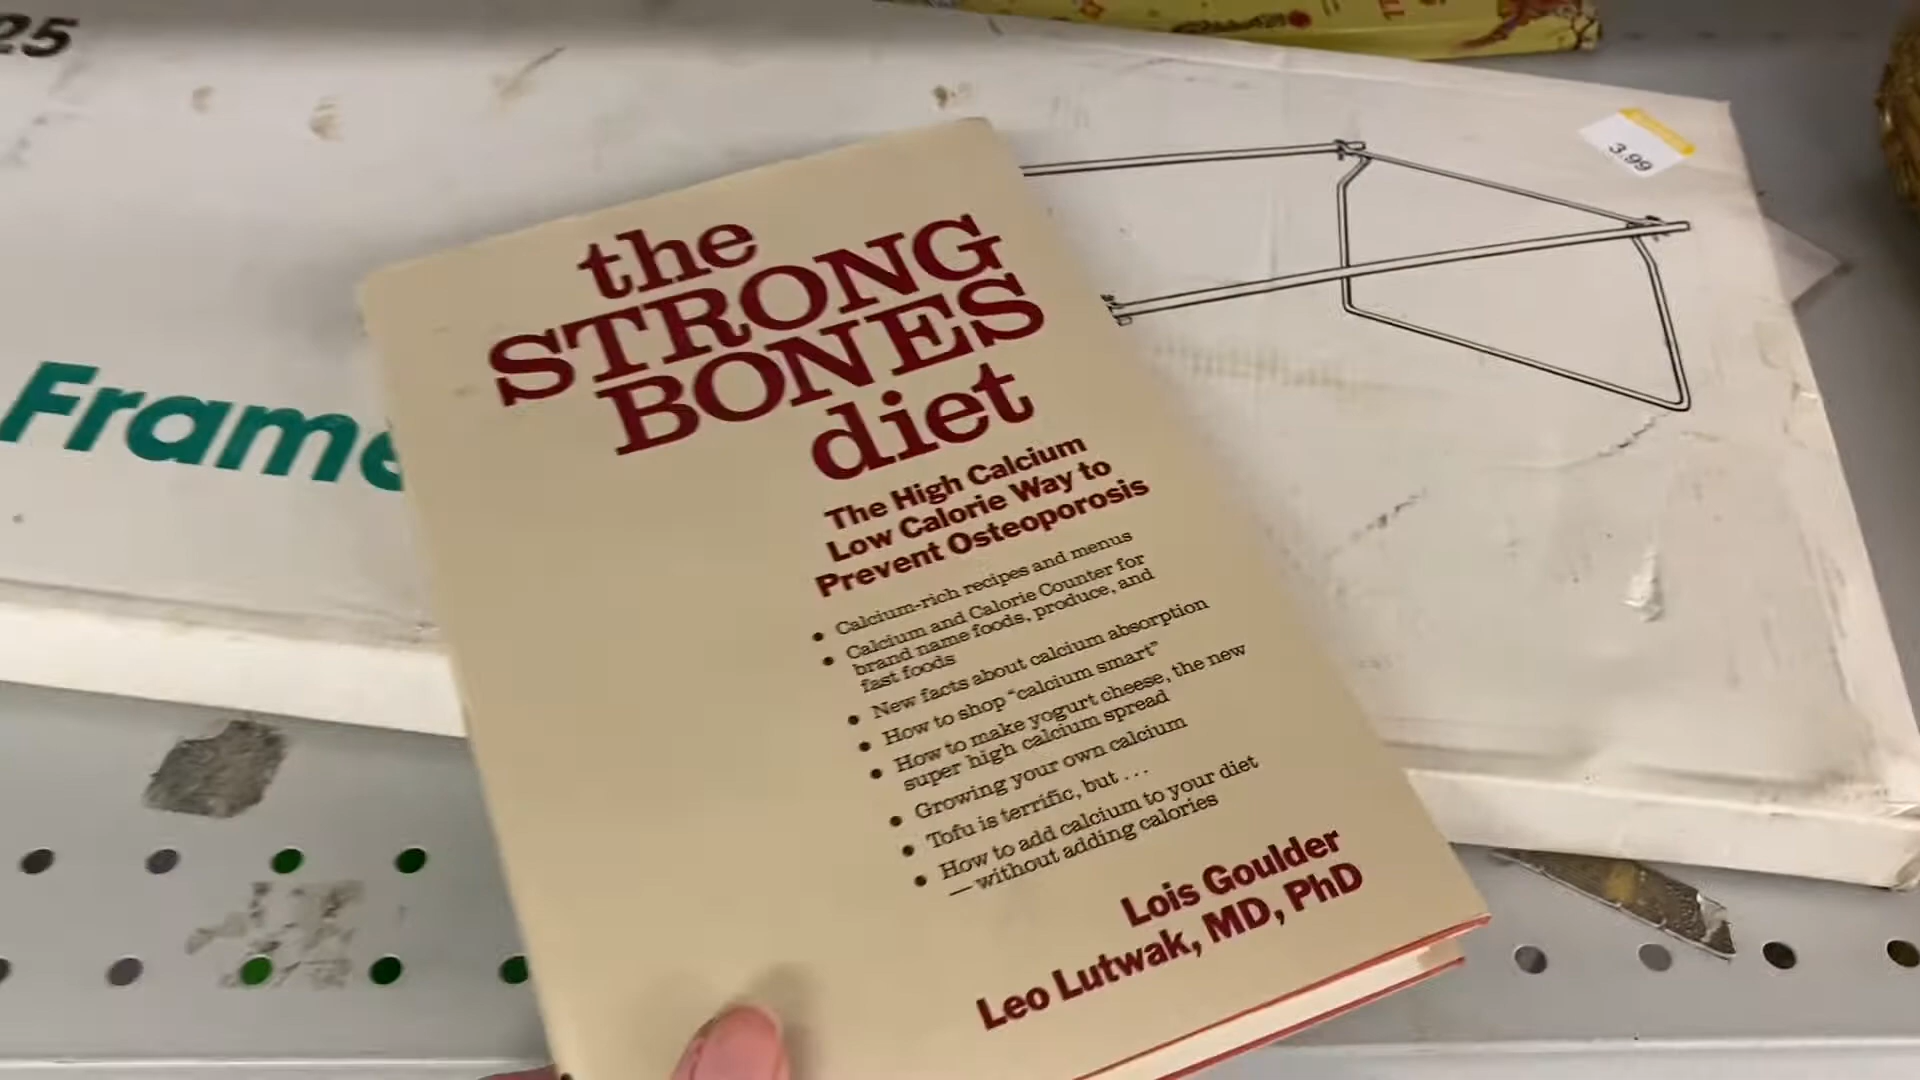 25
3.99
Frame
the
STRONG
BONES
diet
The High Calcium
Low Calorie Way to
Prevent Osteoporosis
• Calcium-rich recipes and menus
• Calcium and Calorie Counter for
brand name foods, produce, and
fast foods
• New facts about calcium absorption
• How to shop “calcium smart”
• How to make yogurt cheese, the new
super high calcium spread
• Growing your own calcium
• Tofu is terrific, but . . .
• How to add calcium to your diet
— without adding calories
Lois Goulder
Leo Lutwak, MD, PhD